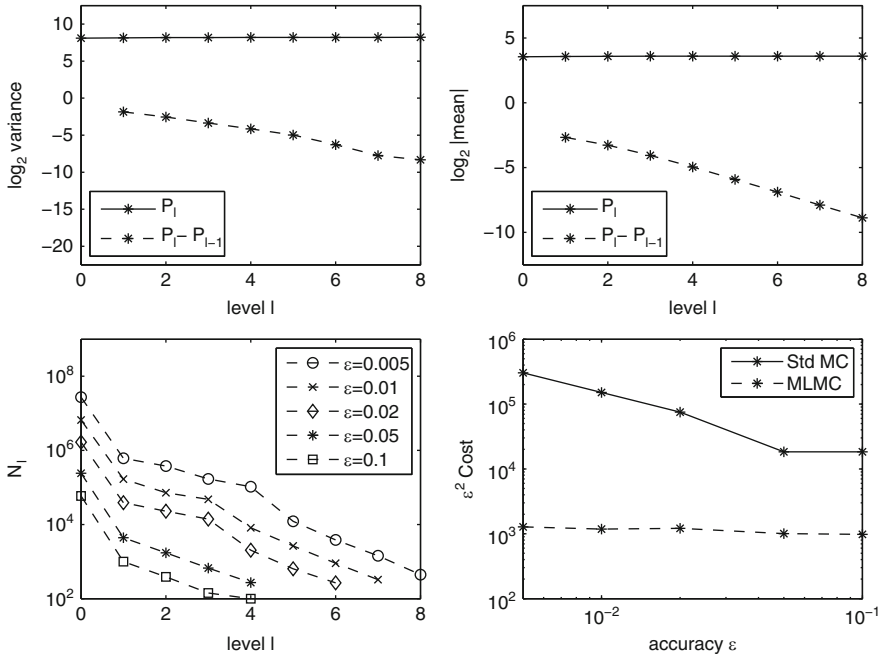 10
5
0
−5
−10
−15
−20
log₂ variance
P_l
P_l− P_{l−1}
0 2 4 6 8
level l
5
0
−5
−10
log₂ |mean|
P_l
P_l− P_{l−1}
0 2 4 6 8
level l
10⁸
10⁶
10⁴
10²
N_l
ε=0.005
ε=0.01
ε=0.02
ε=0.05
ε=0.1
0 2 4 6 8
level l
10⁶
10⁵
10⁴
10³
10²
ε² Cost
Std MC
MLMC
10⁻² 10⁻¹
accuracy ε